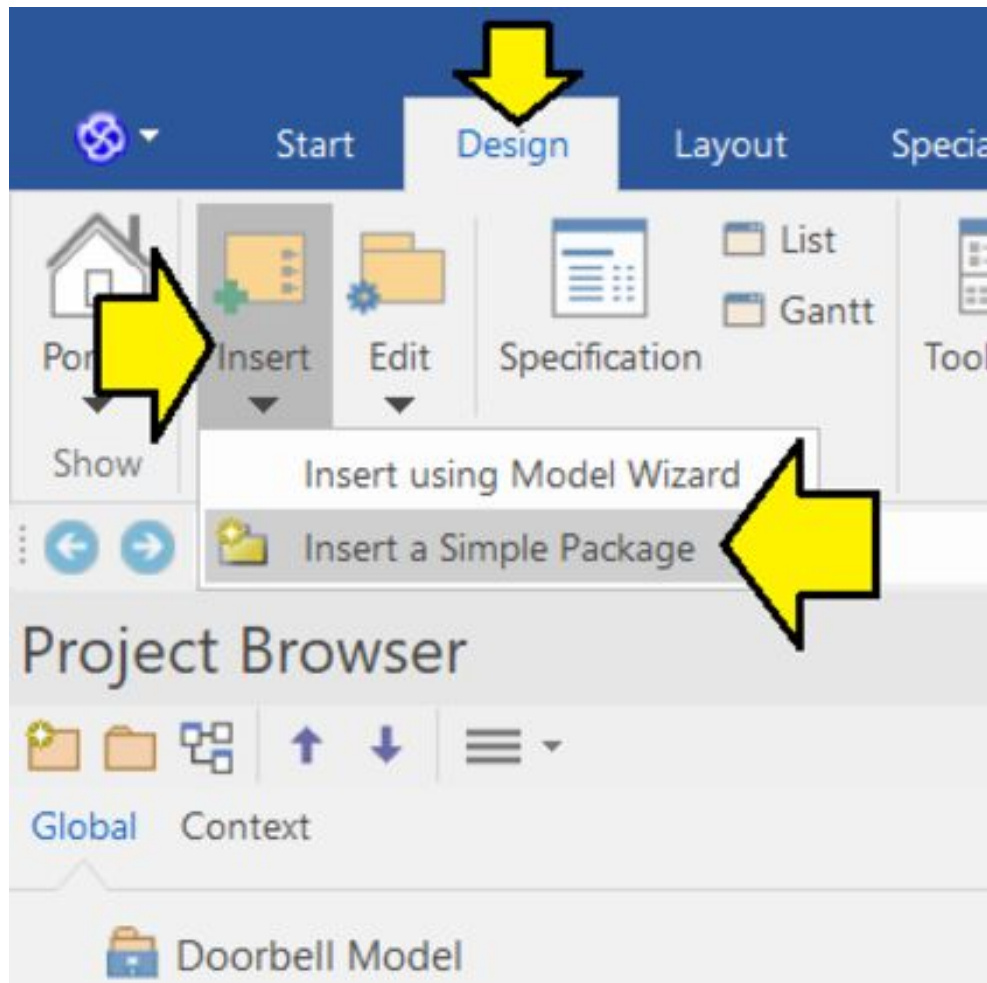 Start Design Layout
List
Gantt
Insert Edit Specification
Show
Insert using Model Wizard
Insert a Simple Package
Project Browser
Global Context
Doorbell Model